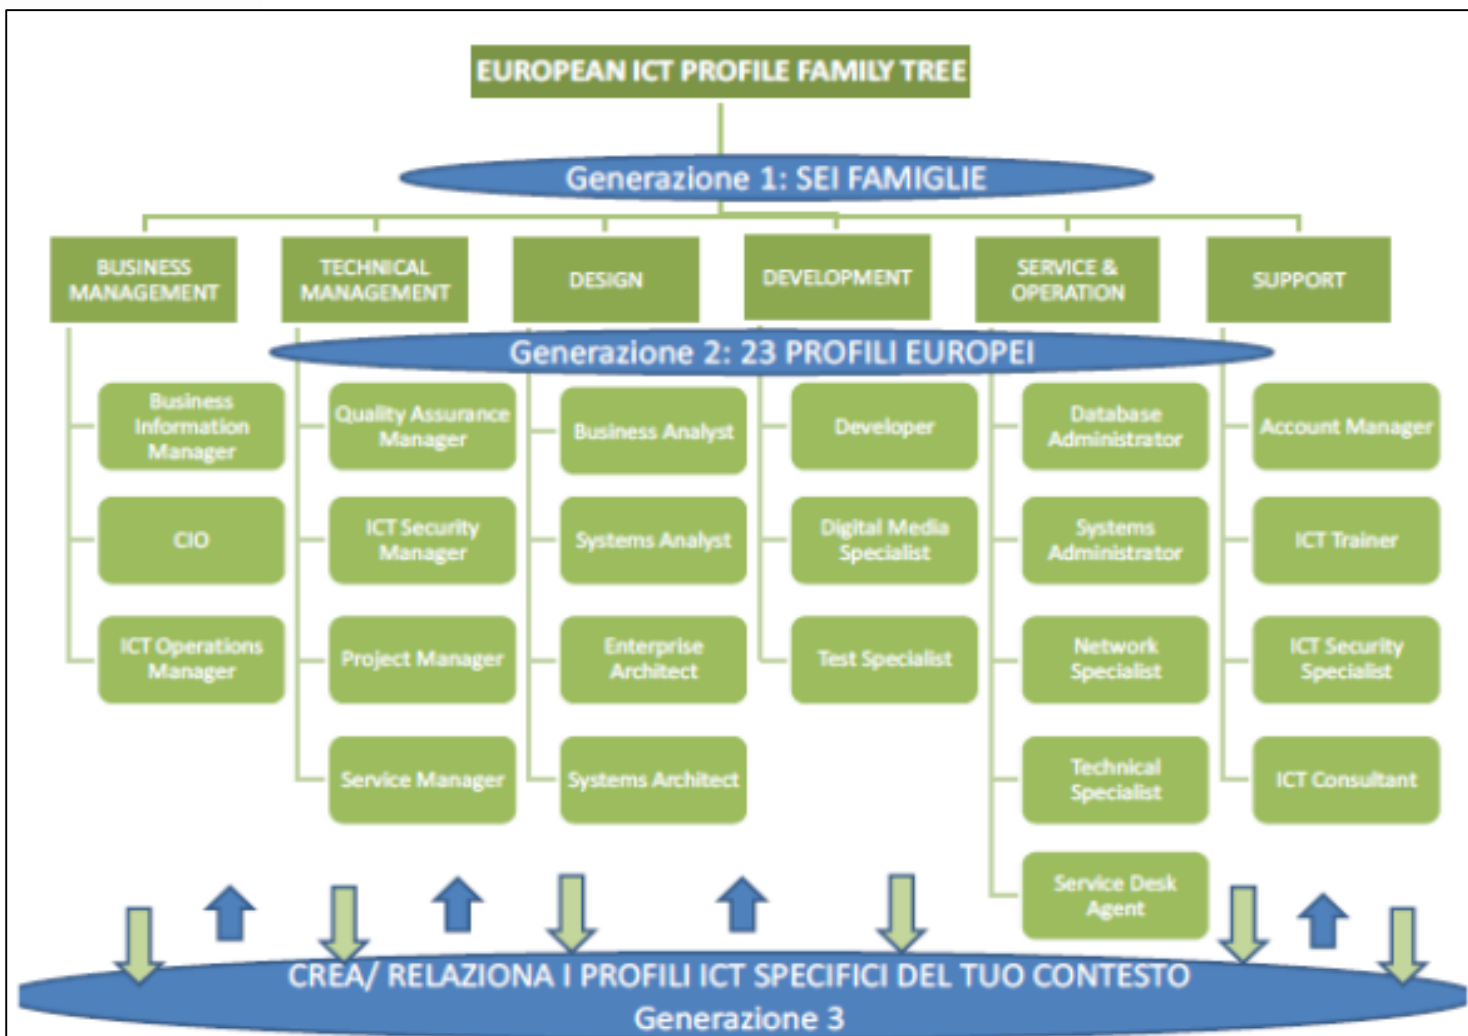 EUROPEAN ICT PROFILE FAMILY TREE
Generazione 1: SEI FAMIGLIE
BUSINESS
MANAGEMENT
TECHNICAL
MANAGEMENT
DESIGN
DEVELOPMENT
SERVICE &
OPERATION
SUPPORT
Generazione 2: 23 PROFILI EUROPEI
Business
Information
Manager
Quality Assurance
Manager
Business Analyst
Developer
Database
Administrator
Account Manager
CIO
ICT Security
Manager
Systems Analyst
Digital Media
Specialist
Systems
Administrator
ICT Trainer
ICT Operations
Manager
Project Manager
Enterprise
Architect
Test Specialist
Network
Specialist
ICT Security
Specialist
Service Manager
Systems Architect
Technical
Specialist
ICT Consultant
Service Desk
Agent
CREA/ RELAZIONA I PROFILI ICT SPECIFICI DEL TUO CONTESTO
Generazione 3